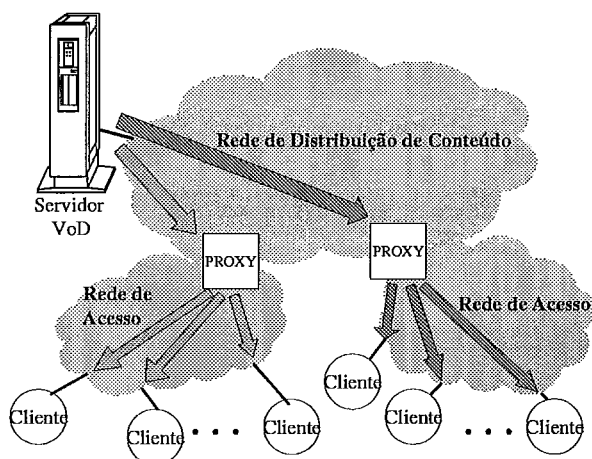 Rede de Distribuição de Conteúdo
Servidor
VoD
PROXY
PROXY
Rede de
Acesso
Rede de Acesso
Cliente
Cliente
. . .
Cliente
Cliente
Cliente
. . .
Cliente